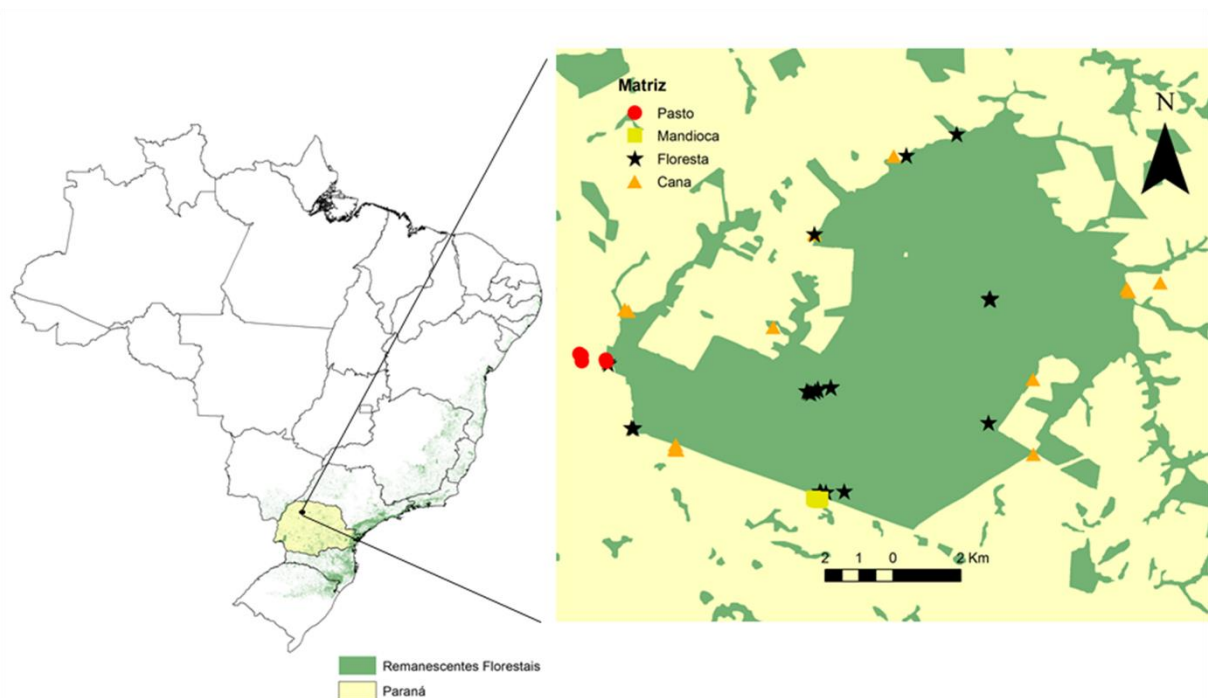 Matriz
Pasto
Mandioca
Floresta
Cana
N
2 1 0 2 Km
Remanescentes Florestais
Paraná